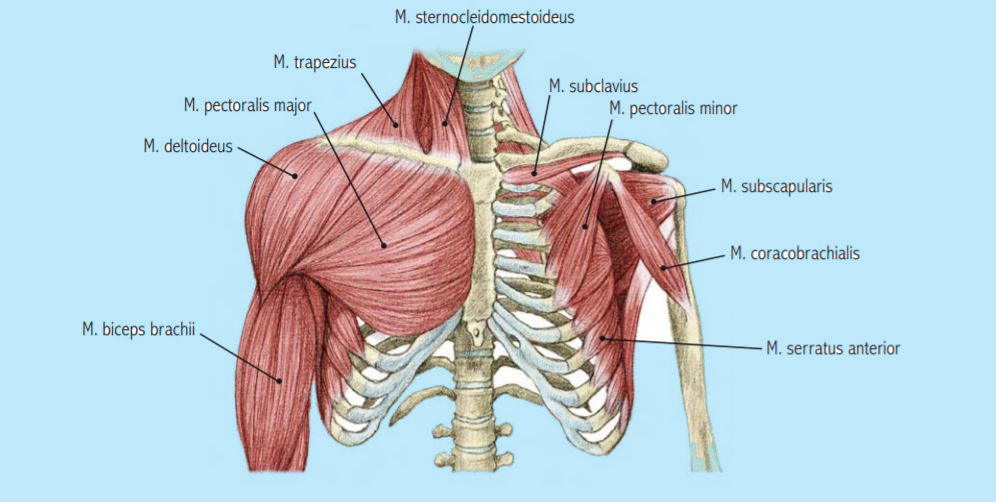 M. sternocleidomestoideus
M. trapezius
M. subclavius
M. pectoralis major
M. pectoralis minor
M. deltoideus
M. subscapularis
M. coracobrachialis
M. biceps brachii
M. serratus anterior